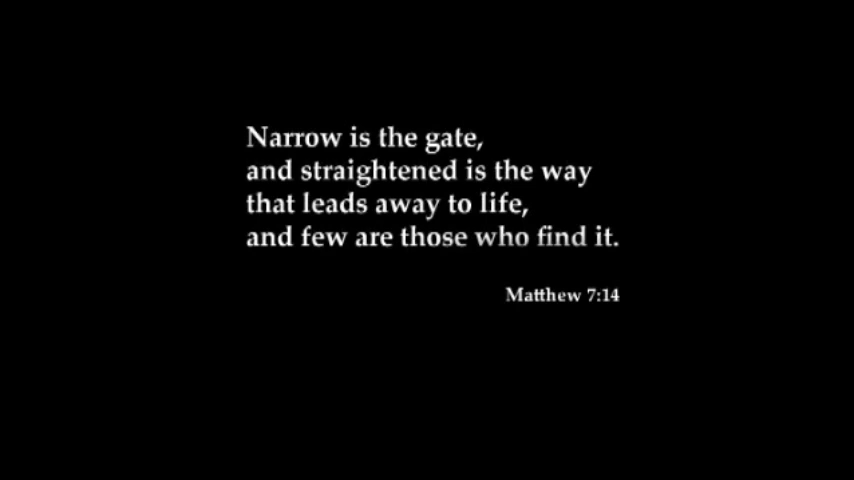 Narrow is the gate,
and straightened is the way
that leads away to life,
and few are those who find it.
Matthew 7:14